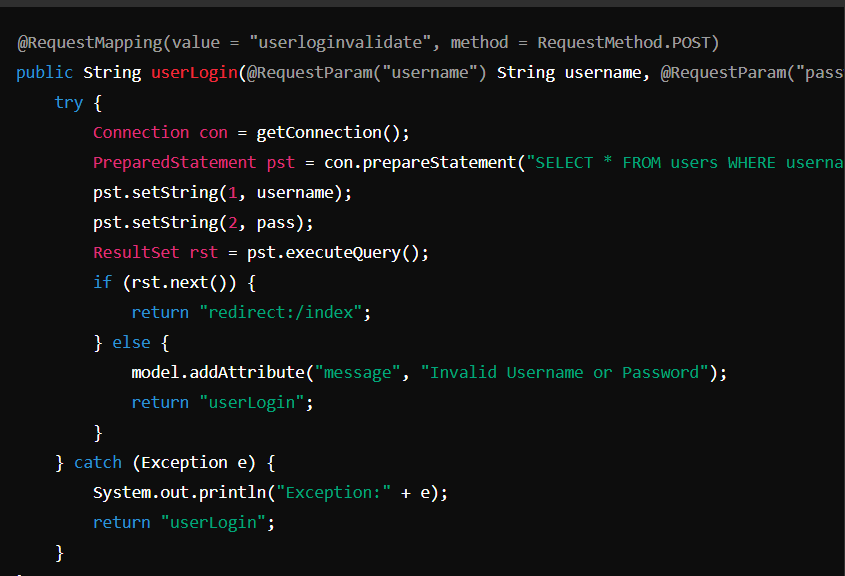 @RequestMapping(value = "userloginvalidate", method = RequestMethod.POST)
public String userLogin(@RequestParam("username") String username, @RequestParam("pass
try {
Connection con = getConnection();
PreparedStatement pst = con.prepareStatement("SELECT * FROM users WHERE userna
pst.setString(1, username);
pst.setString(2, pass);
ResultSet rst = pst.executeQuery();
if (rst.next()) {
return "redirect:/index";
} else {
model.addAttribute("message", "Invalid Username or Password");
return "userLogin";
}
} catch (Exception e) {
System.out.println("Exception:" + e);
return "userLogin";
}